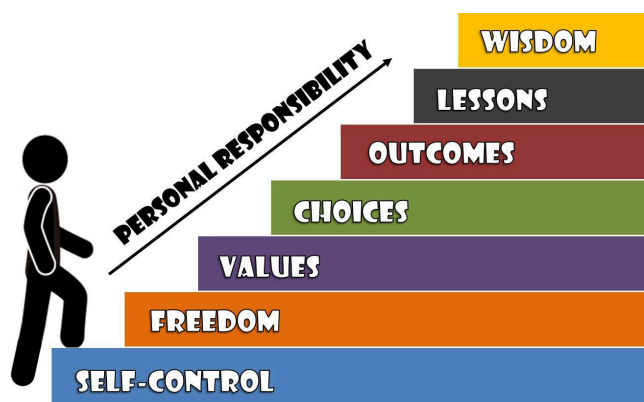 WISDOM
LESSONS
PERSONAL RESPONSIBILITY
OUTCOMES
CHOICES
VALUES
FREEDOM
SELF-CONTROL